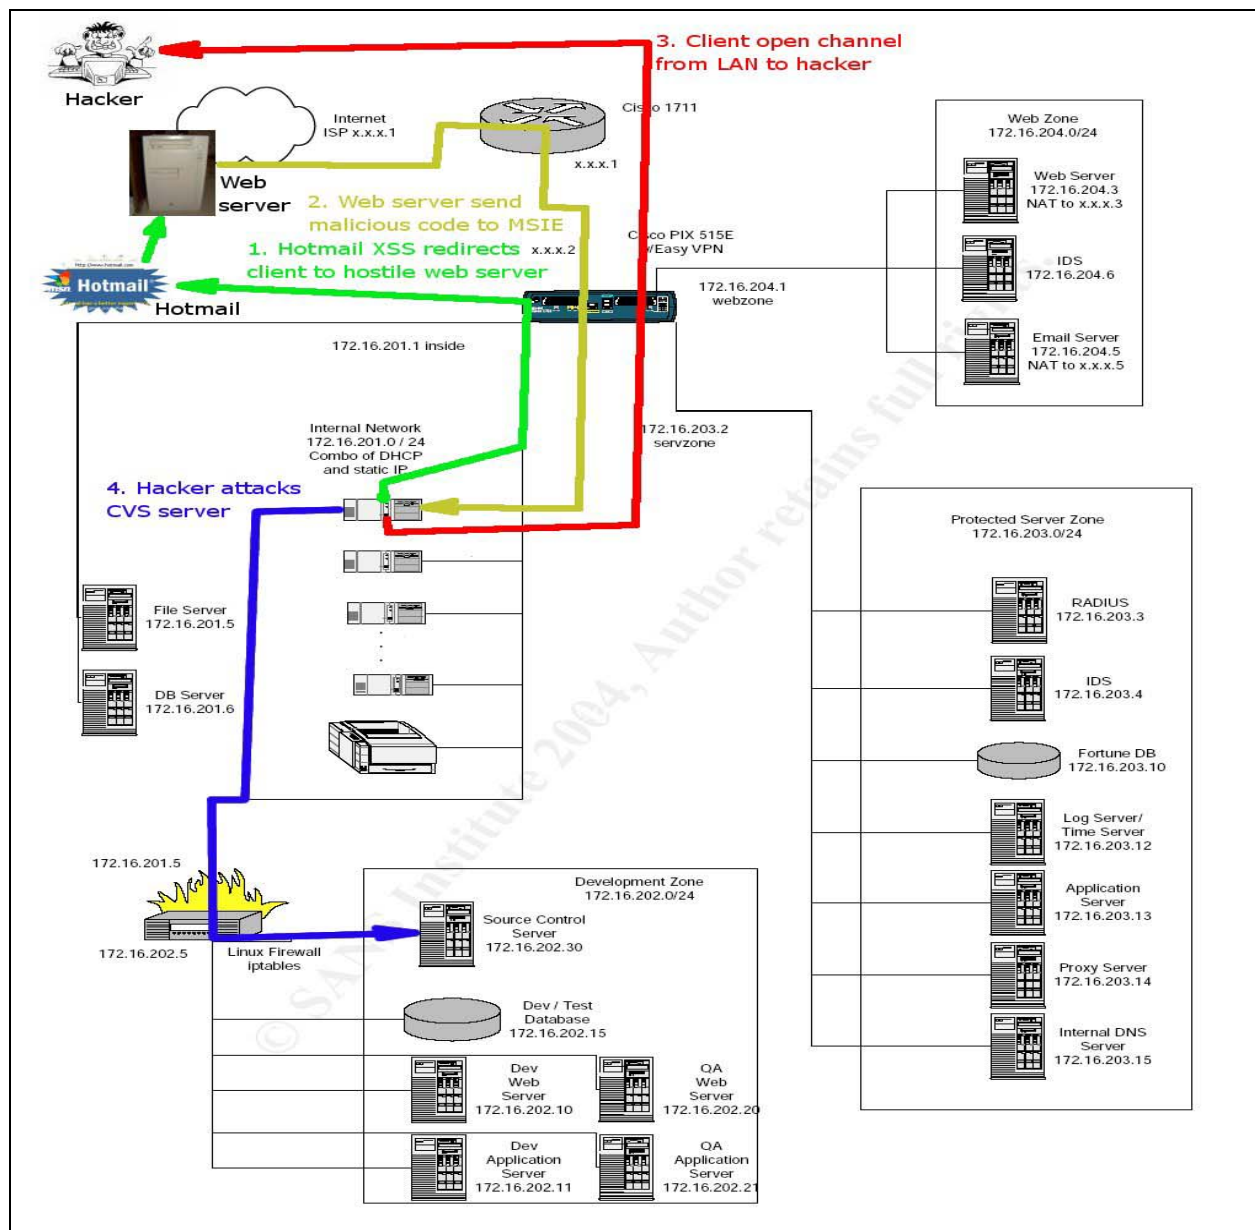 3. Client open channel
from LAN to hacker
Hacker
Internet
ISP x.x.x.1
Cisco 1711
x.x.x.1
Web
server
2. Web server send
malicious code to MSIE
1. Hotmail XSS redirects
client to hostile web server
x.x.x.2
Cisco PIX 515E
w/Easy VPN
http://www.hotmail.com
msn
Hotmail
Hotmail
172.16.204.1
webzone
Web Zone
172.16.204.0/24
Web Server
172.16.204.3
NAT to x.x.x.3
IDS
172.16.204.6
Email Server
172.16.204.5
NAT to x.x.x.5
172.16.201.1 inside
172.16.203.2
servzone
Internal Network
172.16.201.0 / 24
Combo of DHCP
and static IP
4. Hacker attacks
CVS server
File Server
172.16.201.5
DB Server
172.16.201.6
Protected Server Zone
172.16.203.0/24
RADIUS
172.16.203.3
IDS
172.16.203.4
Fortune DB
172.16.203.10
Log Server/
Time Server
172.16.203.12
Application
Server
172.16.203.13
Proxy Server
172.16.203.14
Internal DNS
Server
172.16.203.15
172.16.201.5
172.16.202.5
Linux Firewall
iptables
Development Zone
172.16.202.0/24
Source Control
Server
172.16.202.30
Dev / Test
Database
172.16.202.15
Dev
Web
Server
172.16.202.10
QA
Web
Server
172.16.202.20
Dev
Application
Server
172.16.202.11
QA
Application
Server
172.16.202.21
© SANS Institute 2004, Author retains full rights.